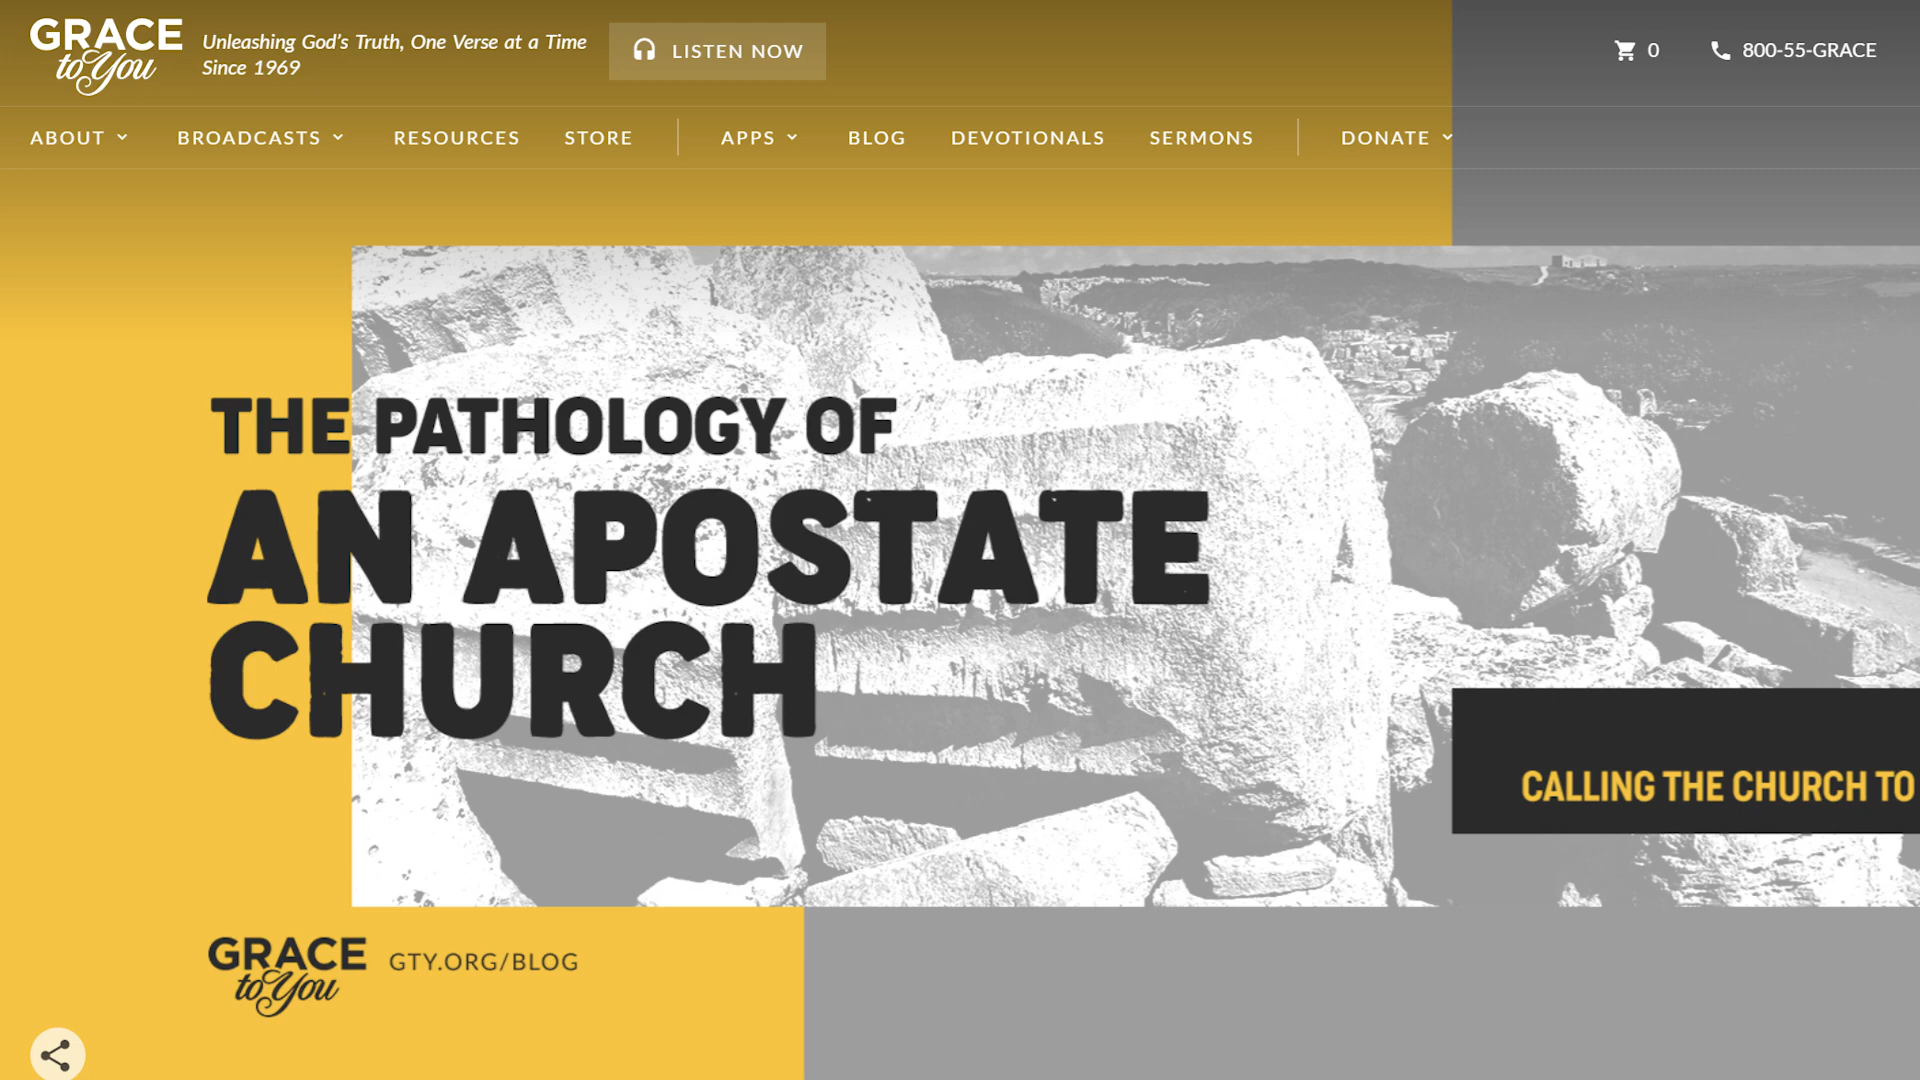 GRACE
to You
Unleashing God's Truth, One Verse at a Time
Since 1969
LISTEN NOW
0
800-55-GRACE
ABOUT
BROADCASTS
RESOURCES
STORE
APPS
BLOG
DEVOTIONALS
SERMONS
DONATE
THE PATHOLOGY OF
AN APOSTATE
CHURCH
CALLING THE CHURCH TO
GRACE
to You
GTY.ORG/BLOG